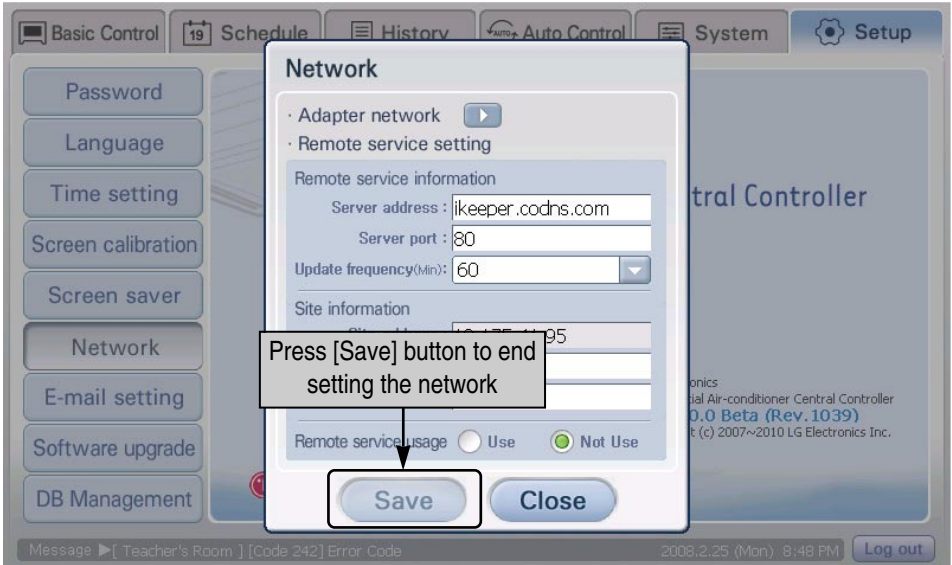 Basic Control
19 Schedule
History
AUTO Auto Control
System
Setup
Password
Language
Time setting
Screen calibration
Screen saver
Network
E-mail setting
Software upgrade
DB Management
Network
· Adapter network
· Remote service setting
Remote service information
Server address : ikeeper.codns.com
Server port : 80
Update frequency(Min): 60
Site information
95
Press [Save] button to end
setting the network
Remote service usage Use Not Use
Save Close
tral Controller
onics
ial Air-conditioner Central Controller
0.0 Beta (Rev.1039)
t (c) 2007~2010 LG Electronics Inc.
Message ▶[ Teacher's Room ] [Code 242] Error Code
2008.2.25 (Mon) 8:48 PM
Log out